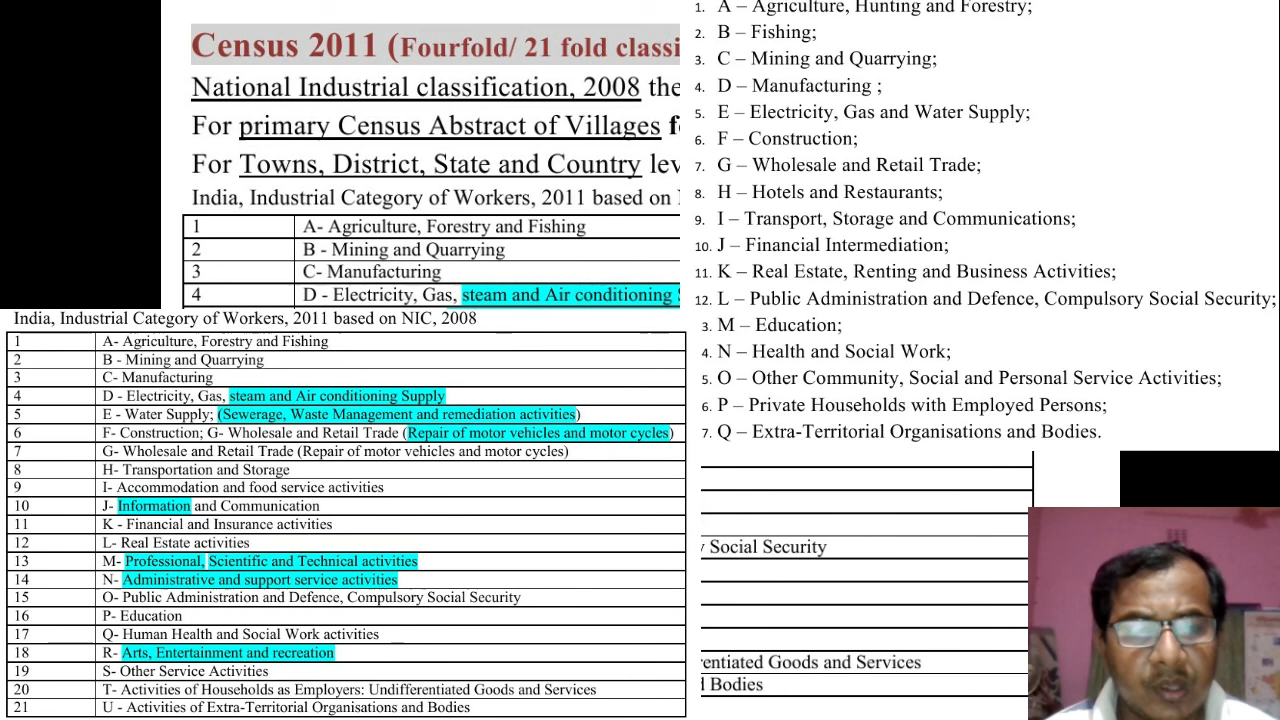 Census 2011 (Fourfold/ 21 fold classi
National Industrial classification, 2008 the
For primary Census Abstract of Villages
For Towns, District, State and Country lev
India, Industrial Category of Workers, 2011 based on
1 A- Agriculture, Forestry and Fishing
2 B - Mining and Quarrying
3 C- Manufacturing
4 D - Electricity, Gas, steam and Air conditioning
India, Industrial Category of Workers, 2011 based on NIC, 2008
1 A- Agriculture, Forestry and Fishing
2 B - Mining and Quarrying
3 C- Manufacturing
4 D - Electricity, Gas, steam and Air conditioning Supply
5 E - Water Supply; (Sewerage, Waste Management and remediation activities)
6 F- Construction; G- Wholesale and Retail Trade (Repair of motor vehicles and motor cycles)
7 G- Wholesale and Retail Trade (Repair of motor vehicles and motor cycles)
8 H- Transportation and Storage
9 I- Accommodation and food service activities
10 J- Information and Communication
11 K - Financial and Insurance activities
12 L- Real Estate activities
13 M- Professional, Scientific and Technical activities
14 N- Administrative and support service activities
15 O- Public Administration and Defence, Compulsory Social Security
16 P- Education
17 Q- Human Health and Social Work activities
18 R- Arts, Entertainment and recreation
19 S- Other Service Activities
20 T- Activities of Households as Employers: Undifferentiated Goods and Services
21 U - Activities of Extra-Territorial Organisations and Bodies
1. A – Agriculture, Hunting and Forestry;
2. B – Fishing;
3. C – Mining and Quarrying;
4. D – Manufacturing ;
5. E – Electricity, Gas and Water Supply;
6. F – Construction;
7. G – Wholesale and Retail Trade;
8. H – Hotels and Restaurants;
9. I – Transport, Storage and Communications;
10. J – Financial Intermediation;
11. K – Real Estate, Renting and Business Activities;
12. L – Public Administration and Defence, Compulsory Social Security;
3. M – Education;
4. N – Health and Social Work;
5. O – Other Community, Social and Personal Service Activities;
6. P – Private Households with Employed Persons;
7. Q – Extra-Territorial Organisations and Bodies.
Social Security
rentiated Goods and Services
Bodies